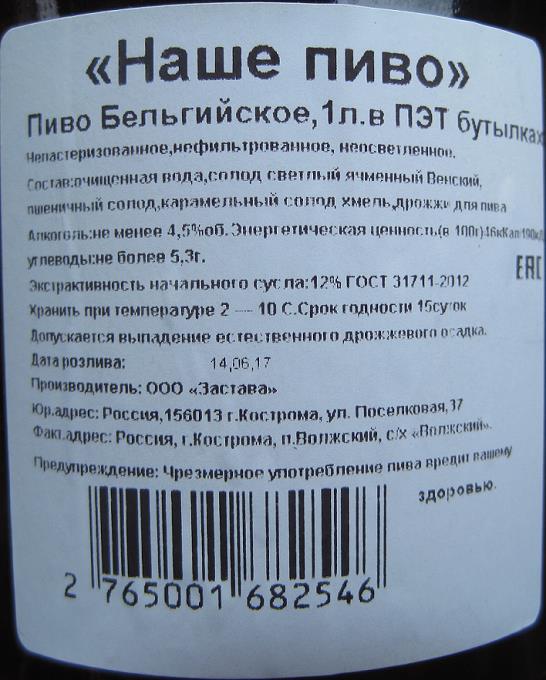 «Наше пиво»
Пиво Бельгийское,1л.в ПЭТ бутылках
Непастеризованное,нефильтрованное, неосветленное.
Состав:очищенная вода,солод светлый ячменный Венский,
пшеничный солод,карамельный солод хмель,дрожжи для пива
Алкоголь:не менее 4,5%об.Энергетическая ценность(в 100г)46кКал
углеводы:не более 5,3г.
EAC
Экстрактивность начального сусла:12% ГОСТ 31711-2012
Хранить при температуре 2 — 10 С.Срок годности 15суток
Допускается выпадение естественного дрожжевого осадка.
Дата розлива: 14,06,17
Производитель: ООО «Застава»
Юр.адрес: Россия,156013 г.Кострома, ул. Поселковая,37
Факт.адрес: Россия, г.Кострома, п.Волжский, с/х «Волжский».
Предупреждение: Чрезмерное употребление пива вредит вашему
здоровью.
2 765001 682546